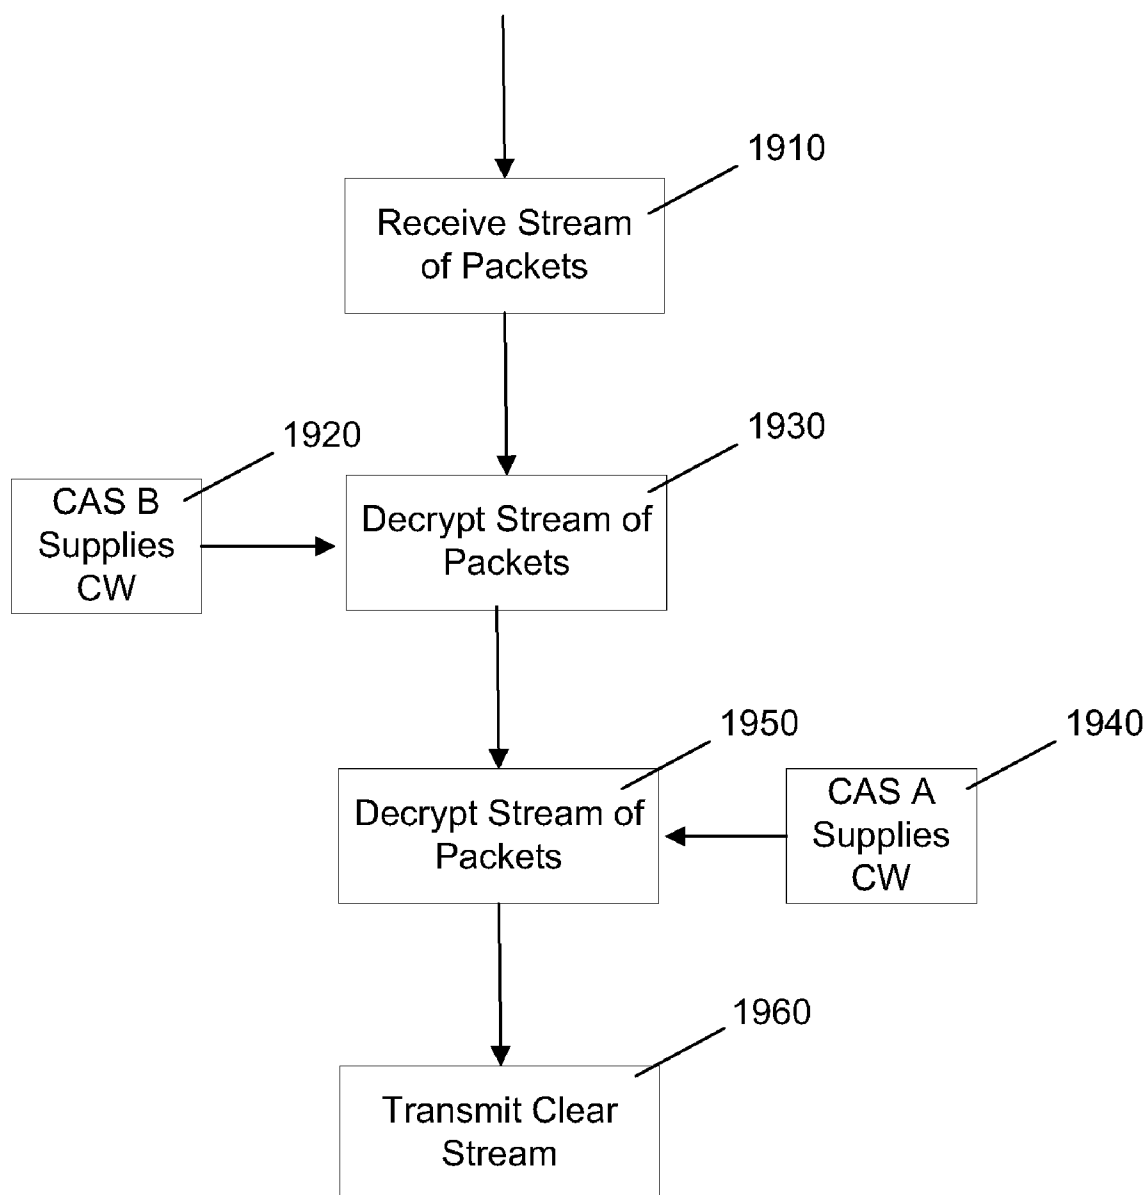 1910
Receive Stream
of Packets
1920
1930
CAS B
Supplies
CW
Decrypt Stream of
Packets
1950
1940
Decrypt Stream of
Packets
CAS A
Supplies
CW
1960
Transmit Clear
Stream